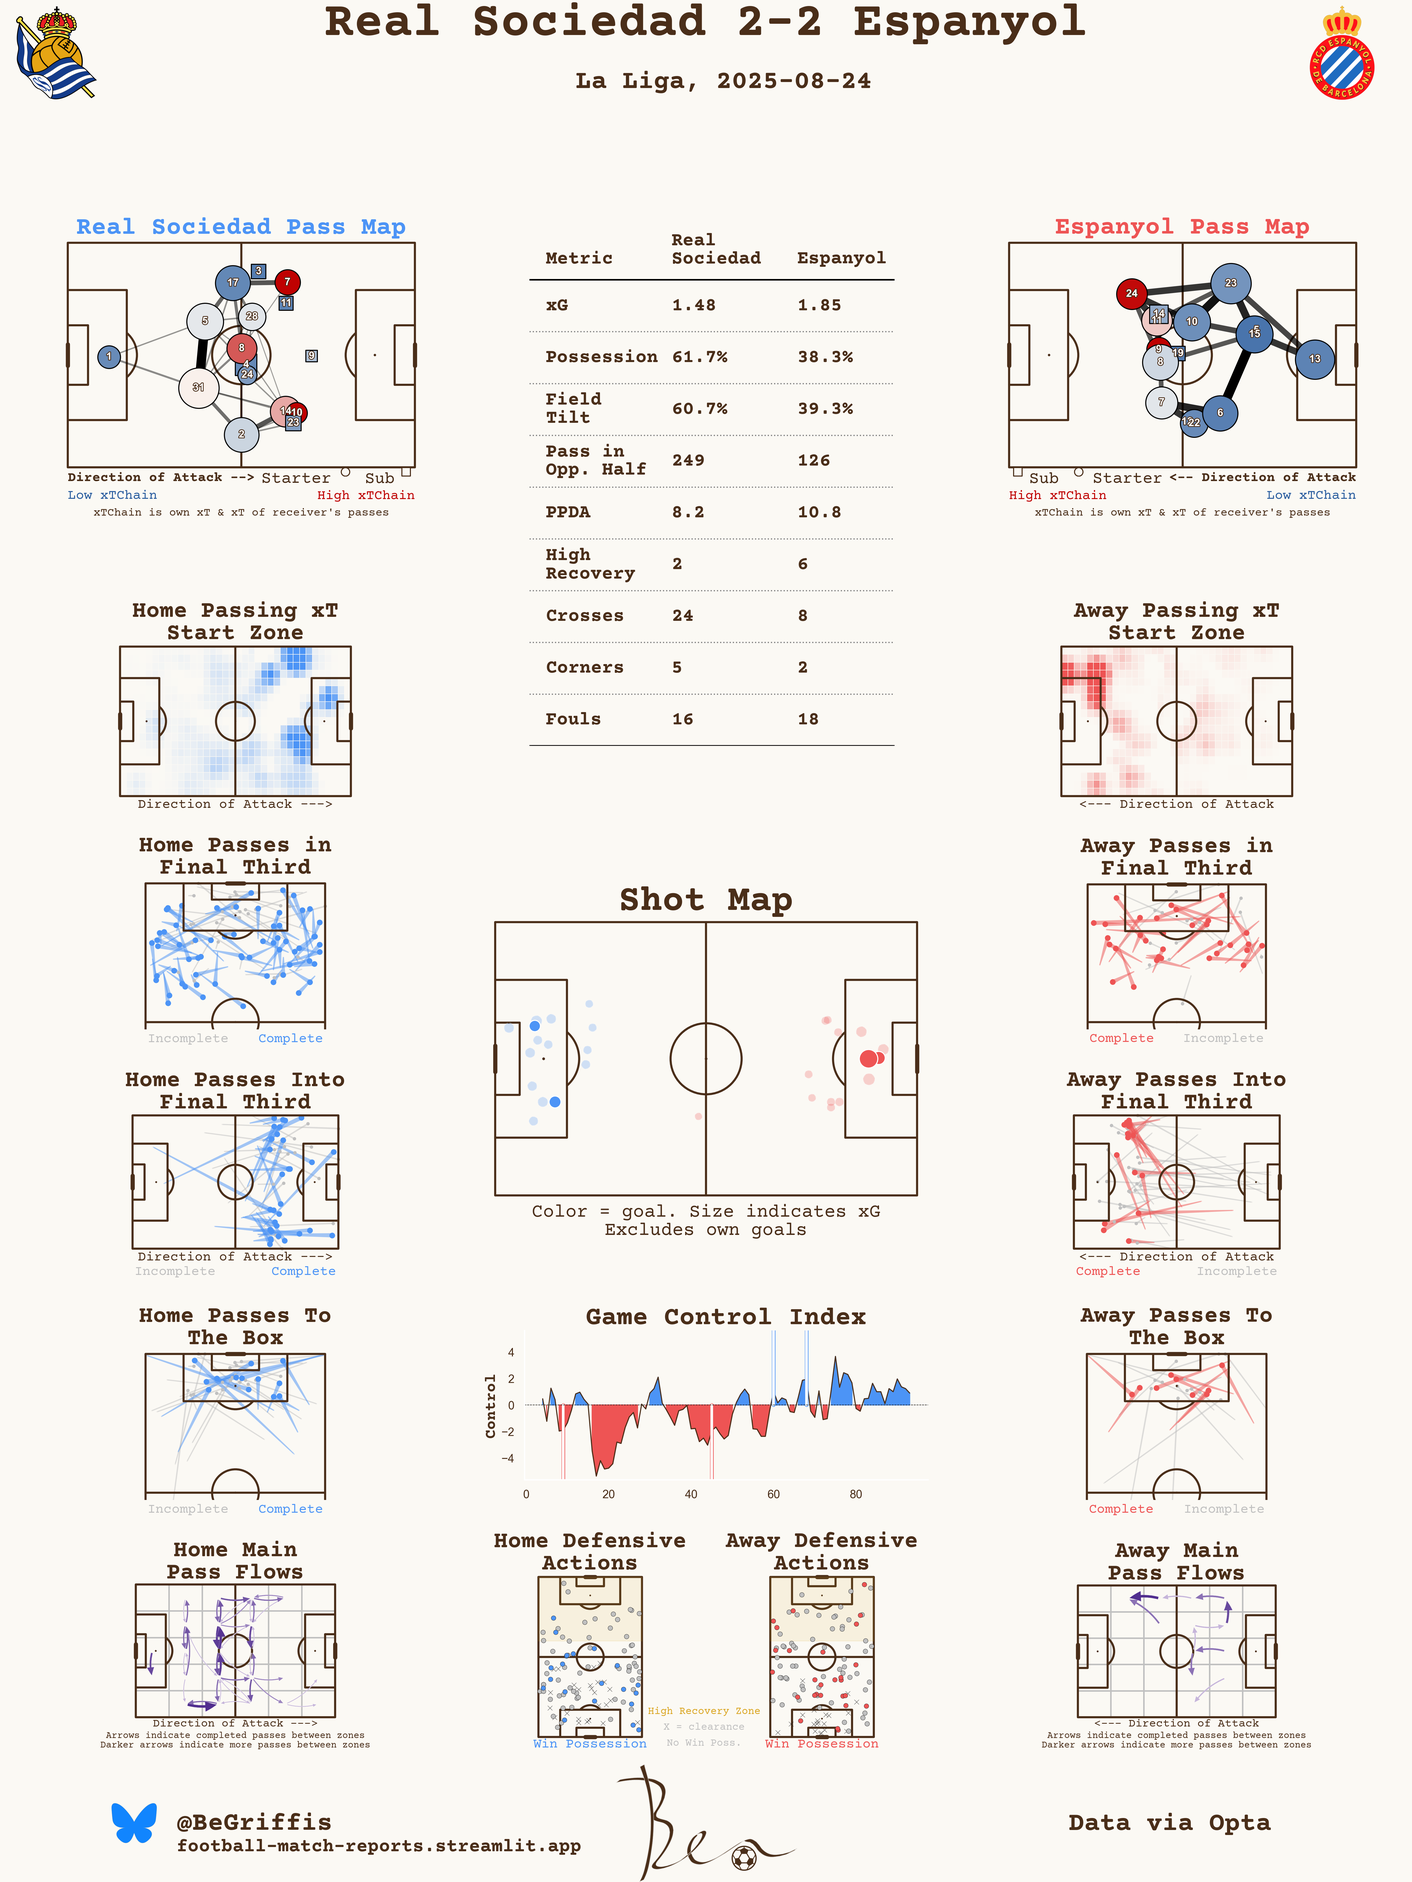 Real Sociedad 2-2 Espanyol
La Liga, 2025-08-24
RCD ESPANYOL
DE BARCELONA
Real Sociedad Pass Map
17
3
7
11
5
28
8
1
4
9
24
31
14
10
23
2
Direction of Attack --> Starter Sub
Low xTChain High xTChain
xTChain is own xT & xT of receiver's passes
Metric Real Sociedad Espanyol
xG 1.48 1.85
Possession 61.7% 38.3%
Field Tilt 60.7% 39.3%
Pass in Opp. Half 249 126
PPDA 8.2 10.8
High Recovery 2 6
Crosses 24 8
Corners 5 2
Fouls 16 18
Espanyol Pass Map
24
23
14
11
10
15
9
19
8
13
7
6
22
Sub Starter <-- Direction of Attack
High xTChain Low xTChain
xTChain is own xT & xT of receiver's passes
Home Passing xT
Start Zone
Direction of Attack --->
Away Passing xT
Start Zone
<--- Direction of Attack
Home Passes in
Final Third
Incomplete Complete
Away Passes in
Final Third
Complete Incomplete
Shot Map
Color = goal. Size indicates xG
Excludes own goals
Home Passes Into
Final Third
Direction of Attack --->
Incomplete Complete
Away Passes Into
Final Third
<--- Direction of Attack
Complete Incomplete
Home Passes To
The Box
Incomplete Complete
Game Control Index
Control
4
2
0
−2
−4
0 20 40 60 80
Away Passes To
The Box
Complete Incomplete
Home Main
Pass Flows
Direction of Attack --->
Arrows indicate completed passes between zones
Darker arrows indicate more passes between zones
Home Defensive
Actions
Win Possession
High Recovery Zone
X = clearance
No Win Poss.
Away Defensive
Actions
Win Possession
Away Main
Pass Flows
<--- Direction of Attack
Arrows indicate completed passes between zones
Darker arrows indicate more passes between zones
@BeGriffis
football-match-reports.streamlit.app
Ben
Data via Opta